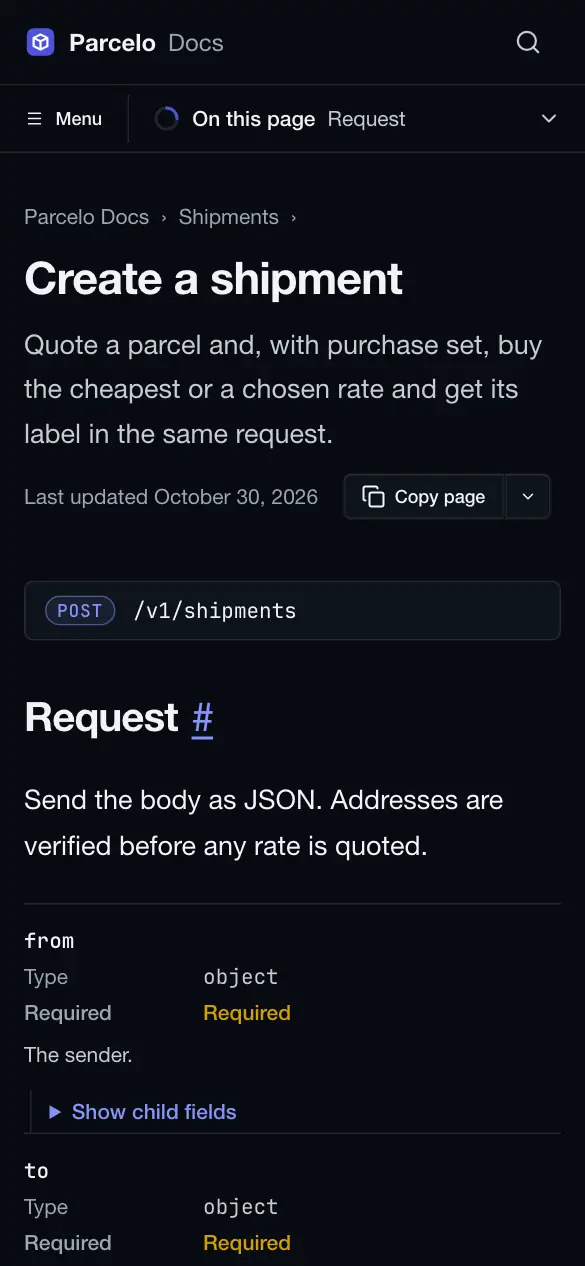 Parcelo Docs
Menu On this page Request
Parcelo Docs › Shipments ›
Create a shipment
Quote a parcel and, with purchase set, buy
the cheapest or a chosen rate and get its
label in the same request.
Last updated October 30, 2026 Copy page
POST /v1/shipments
Request #
Send the body as JSON. Addresses are
verified before any rate is quoted.
from
Type object
Required Required
The sender.
Show child fields
to
Type object
Required Required